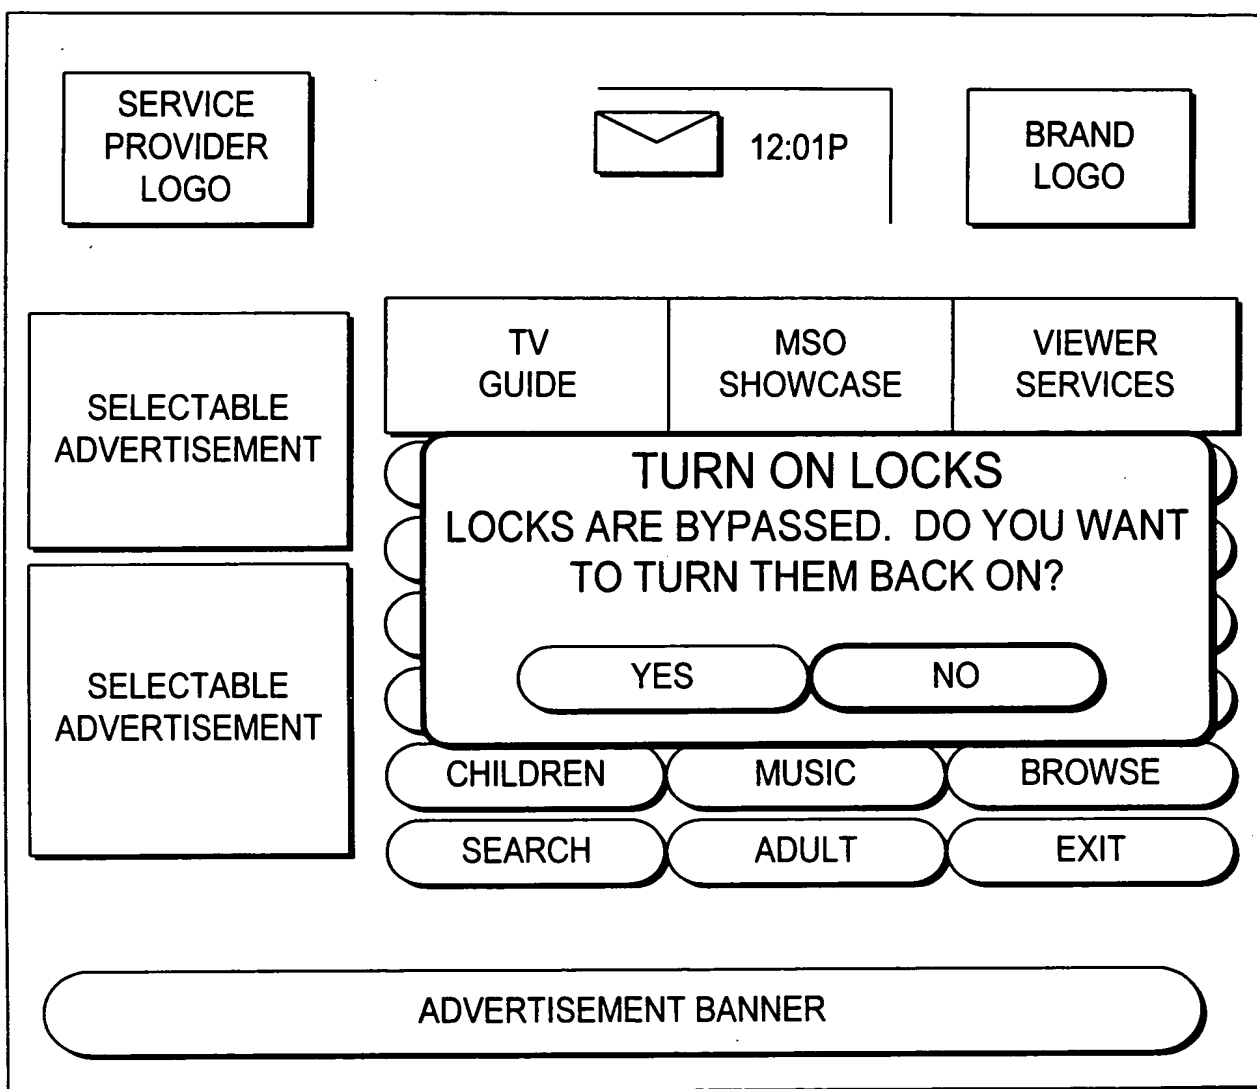 SERVICE
PROVIDER
LOGO
12:01P
BRAND
LOGO
SELECTABLE
ADVERTISEMENT
TV
GUIDE
MSO
SHOWCASE
VIEWER
SERVICES
TURN ON LOCKS
LOCKS ARE BYPASSED. DO YOU WANT
TO TURN THEM BACK ON?
YES
NO
SELECTABLE
ADVERTISEMENT
CHILDREN
MUSIC
BROWSE
SEARCH
ADULT
EXIT
ADVERTISEMENT BANNER